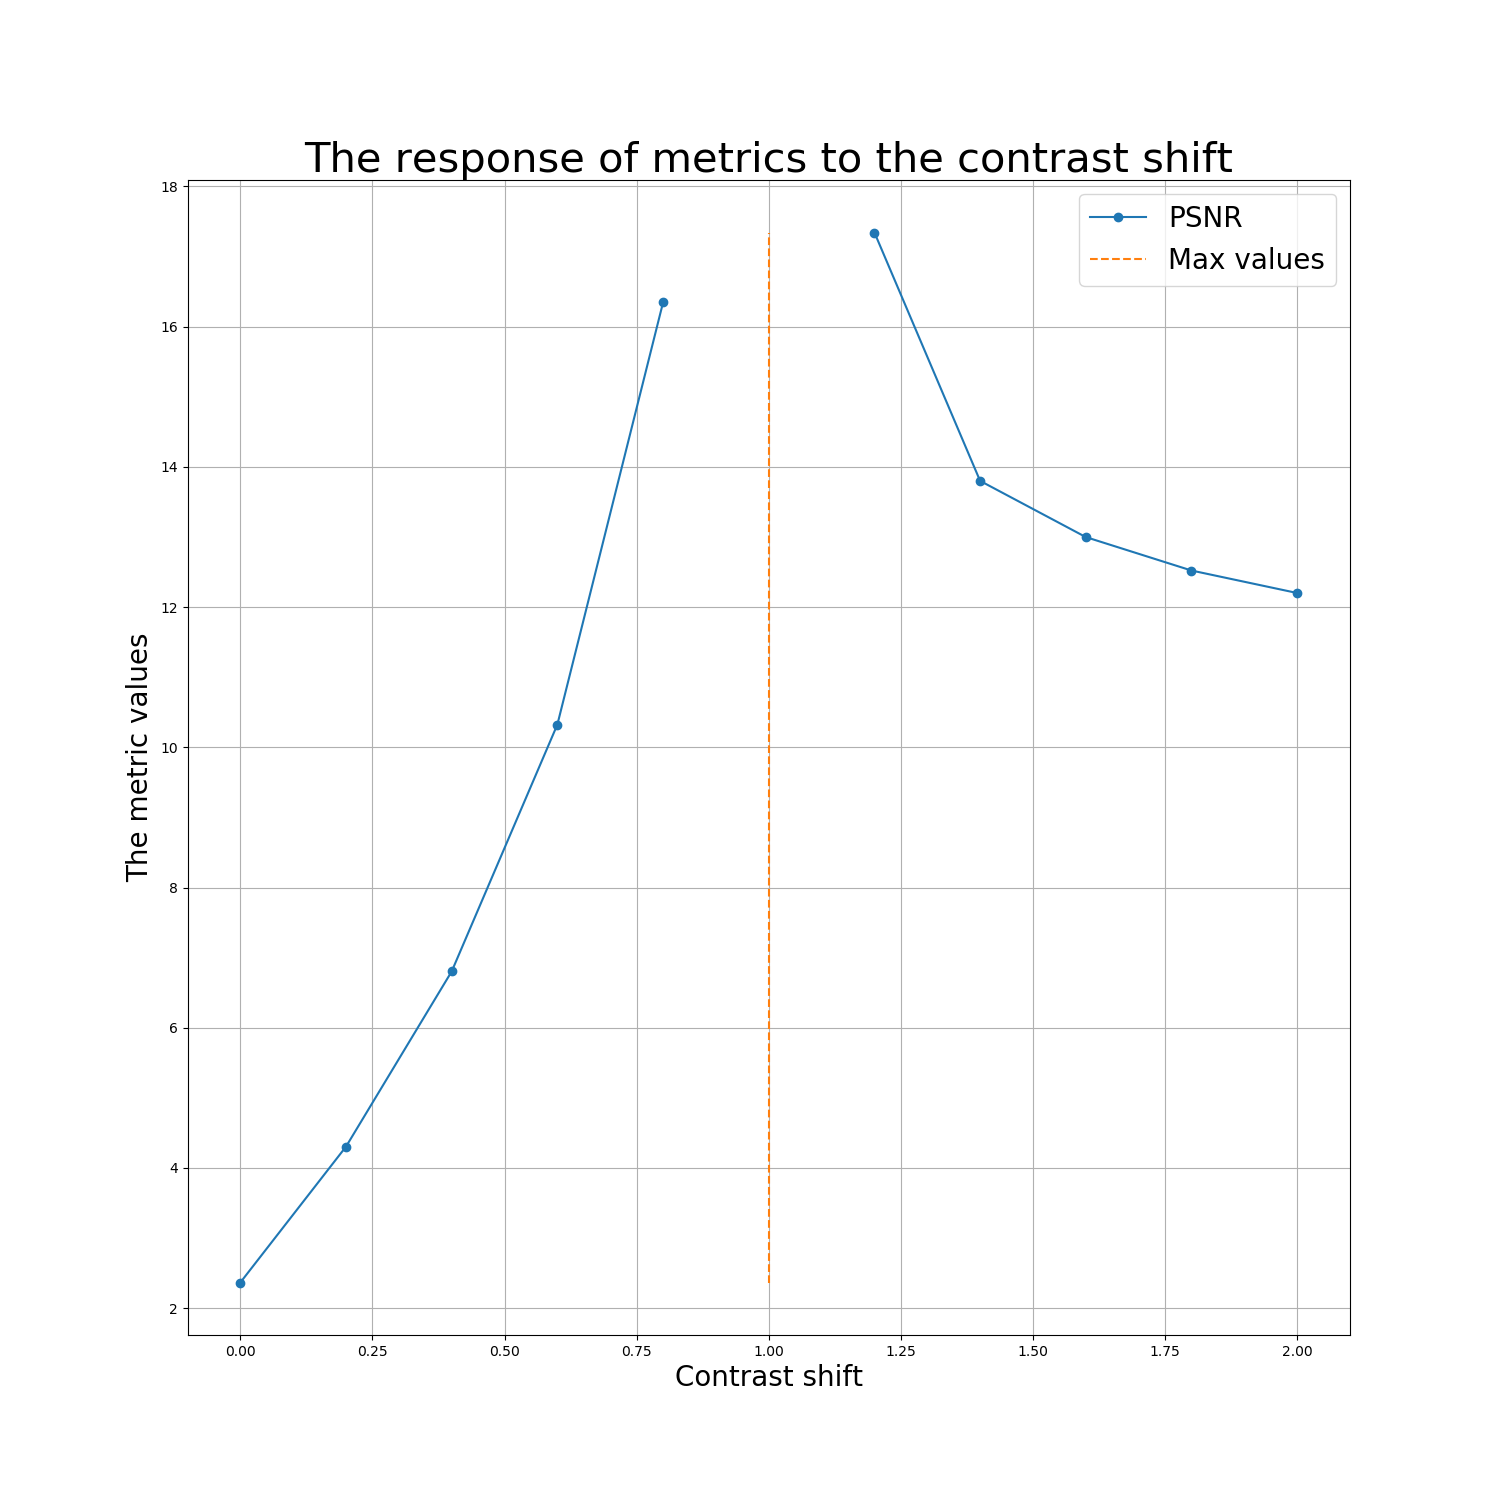 The response of metrics to the contrast shift
PSNR
Max values
18
16
14
12
10
8
6
4
2
The metric values
0.00 0.25 0.50 0.75 1.00 1.25 1.50 1.75 2.00
Contrast shift